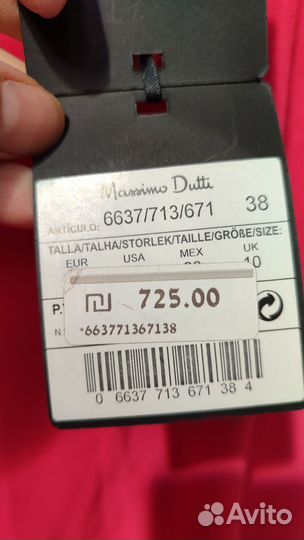 Massimo Dutti
ARTÍCULO: 6637/713/671 38
TALLA/TALHA/STORLEK/TAILLE/GRÖßE/SIZE:
EUR USA MEX UK
10
₪ 725.00
*663771367138
0 6637 713 671 38 4
Avito